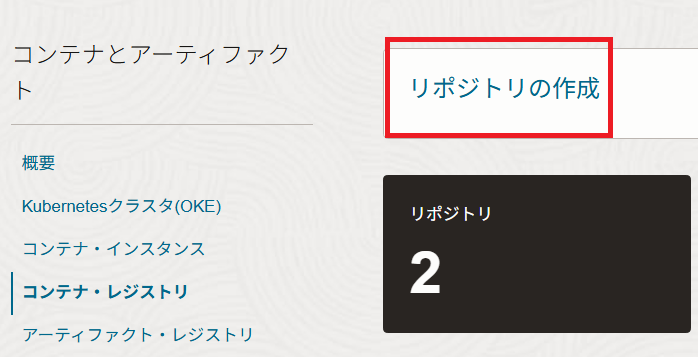 コンテナとアーティファク
ト
概要
Kubernetesクラスタ(OKE)
コンテナ・インスタンス
コンテナ・レジストリ
アーティファクト・レジストリ
リポジトリの作成
リポジトリ
2